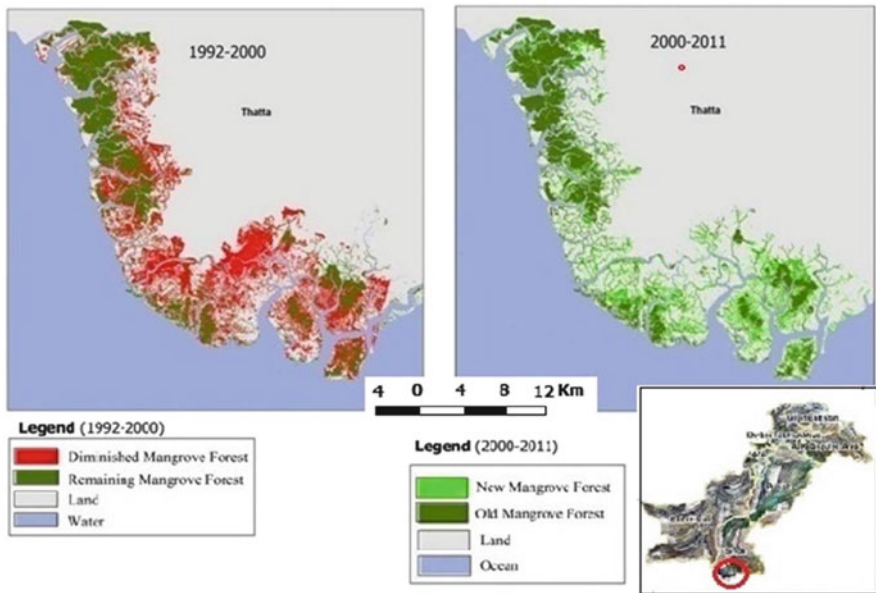 1992-2000
Thatta
2000-2011
Thatta
4 0 4 8 12 Km
Legend (1992-2000)
Diminished Mangrove Forest
Remaining Mangrove Forest
Land
Water
Legend (2000-2011)
New Mangrove Forest
Old Mangrove Forest
Land
Ocean